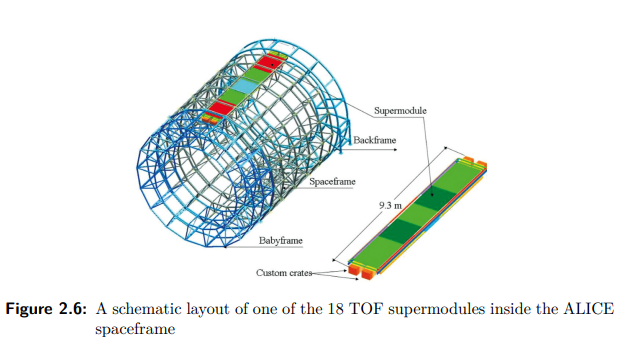 Supermodule
Backframe
Spaceframe
9.3 m
Babyframe
Custom crates
Figure 2.6: A schematic layout of one of the 18 TOF supermodules inside the ALICE
spaceframe